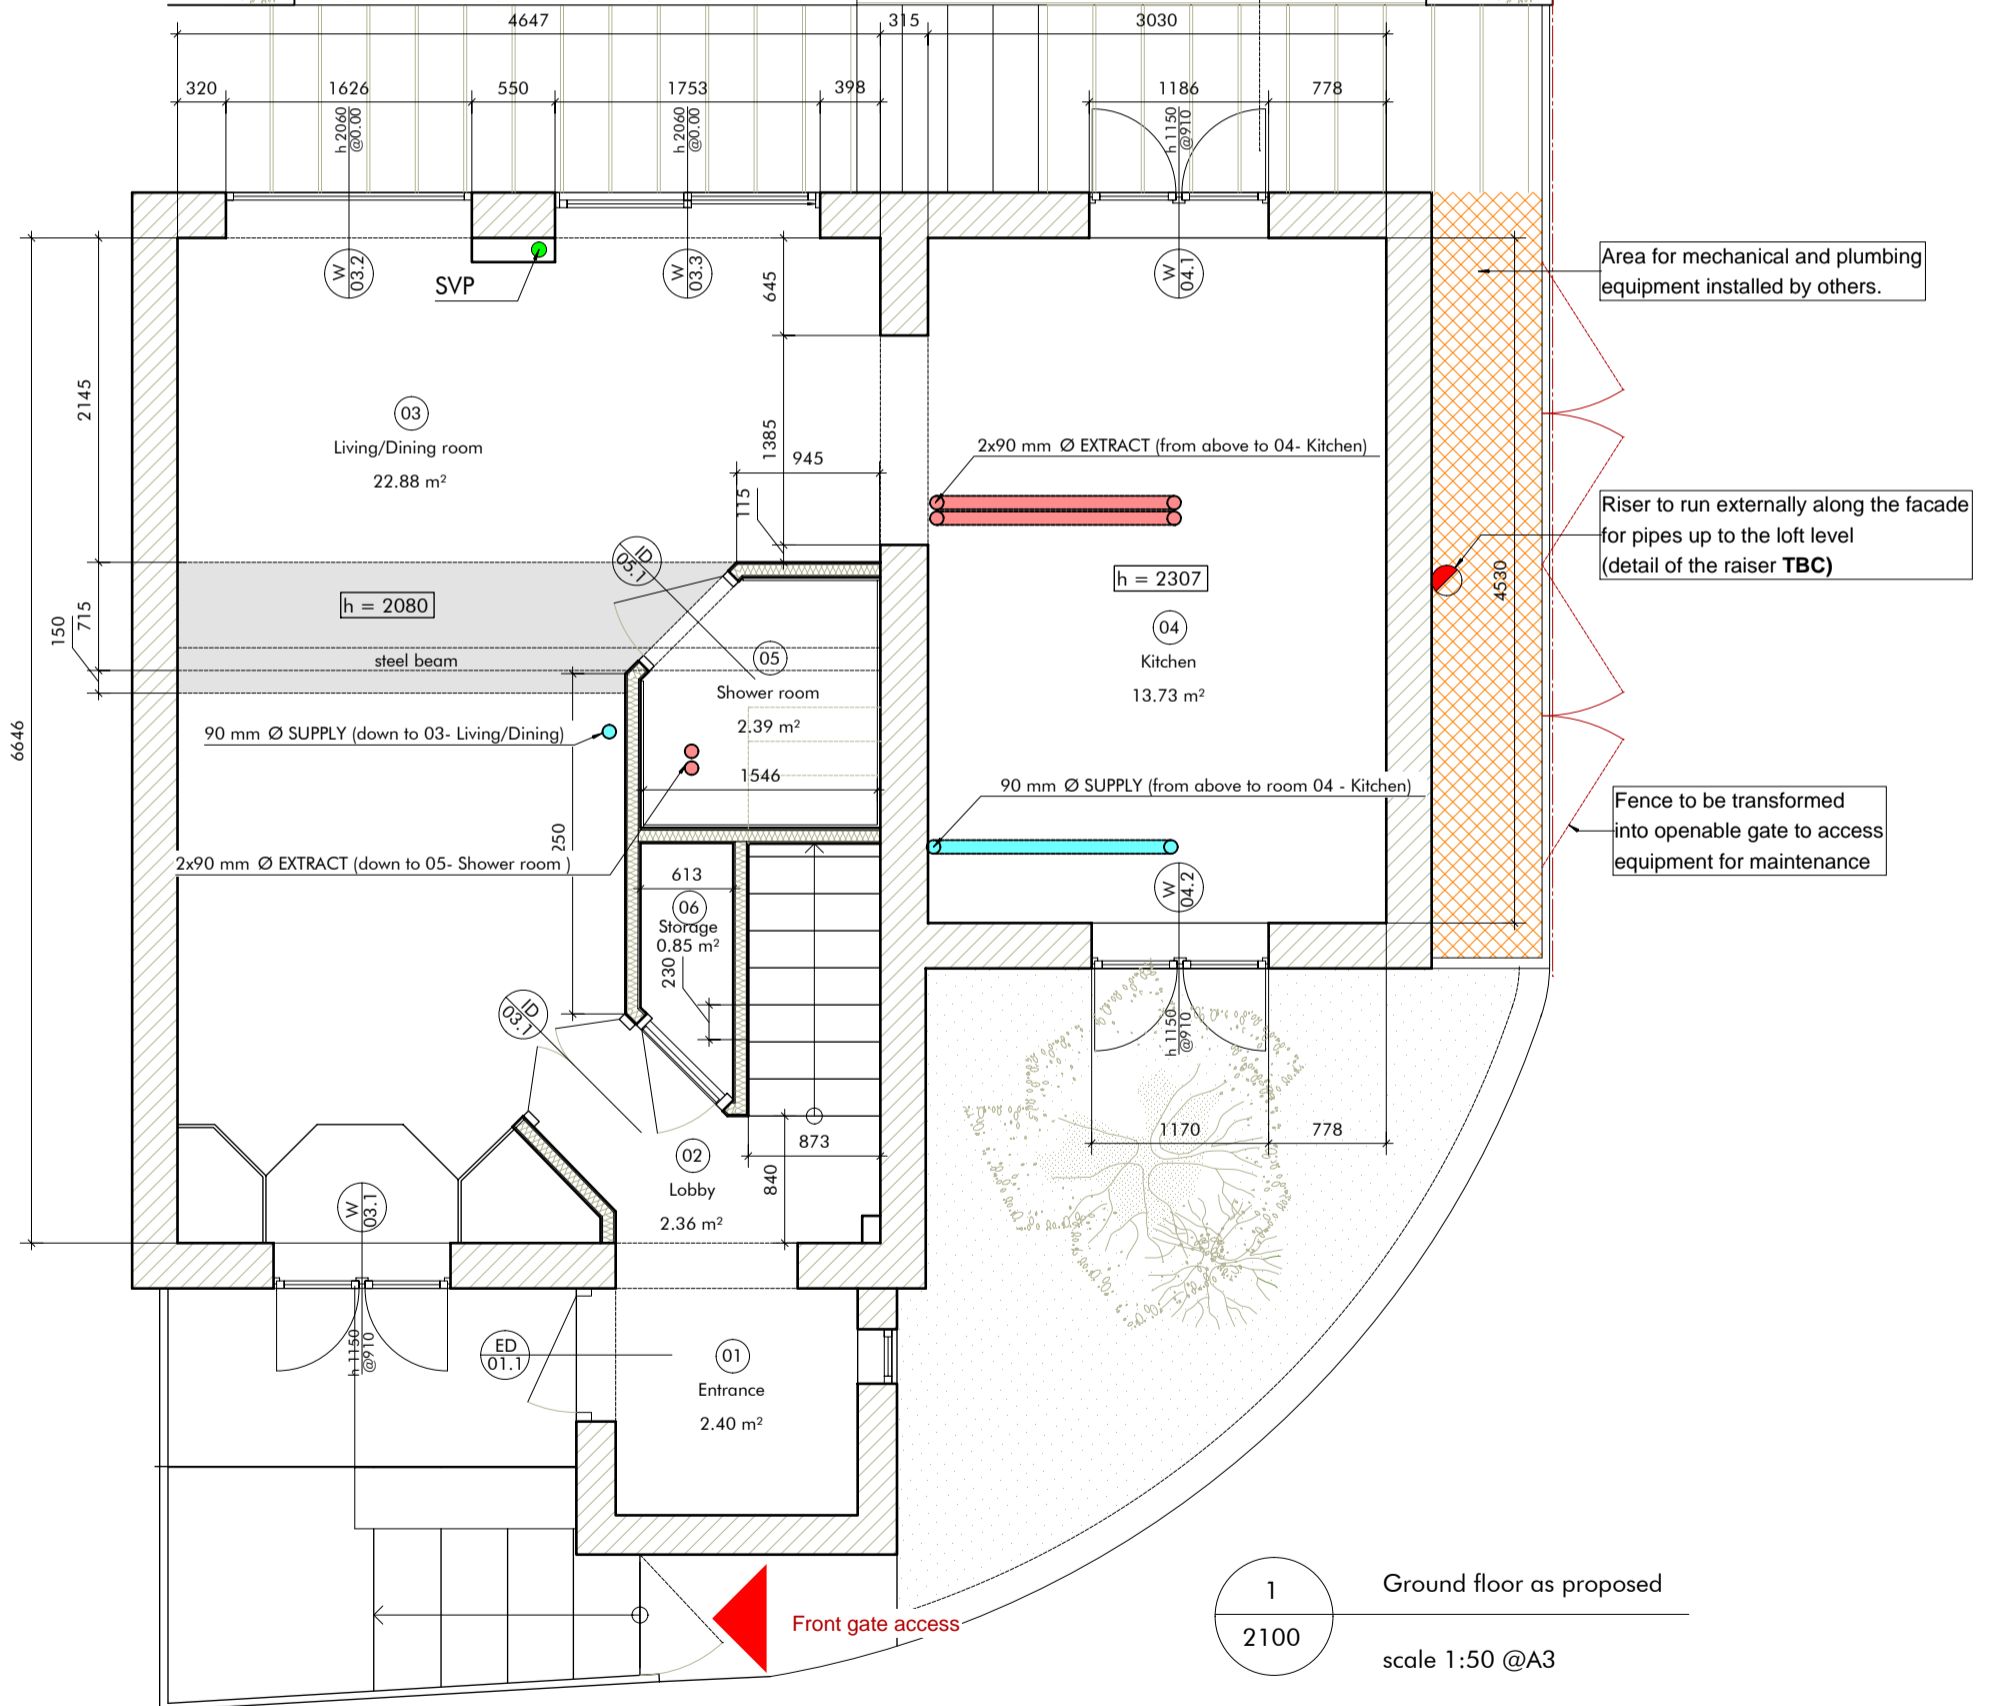 4647
315
3030
320
1626
550
1753
398
1186
778
h 2060
@0.00
h 2060
@0.00
h 1150
@910
W
03.2
W
03.3
W
04.1
SVP
645
Area for mechanical and plumbing
equipment installed by others.
2145
03
Living/Dining room
22.88 m²
1385
945
115
2x90 mm Ø EXTRACT (from above to 04- Kitchen)
Riser to run externally along the facade
for pipes up to the loft level
(detail of the raiser TBC)
4530
ID
05.1
h = 2080
h = 2307
150
715
steel beam
05
Shower room
2.39 m²
04
Kitchen
13.73 m²
6646
90 mm Ø SUPPLY (down to 03- Living/Dining)
1546
90 mm Ø SUPPLY (from above to room 04 - Kitchen)
Fence to be transformed
into openable gate to access
equipment for maintenance
250
2x90 mm Ø EXTRACT (down to 05- Shower room )
613
06
Storage
0.85 m²
230
W
04.2
ID
03.1
h 1150
@910
1170
778
873
840
02
Lobby
2.36 m²
W
03.1
h 1150
@910
ED
01.1
01
Entrance
2.40 m²
Front gate access
1
2100
Ground floor as proposed
scale 1:50 @A3